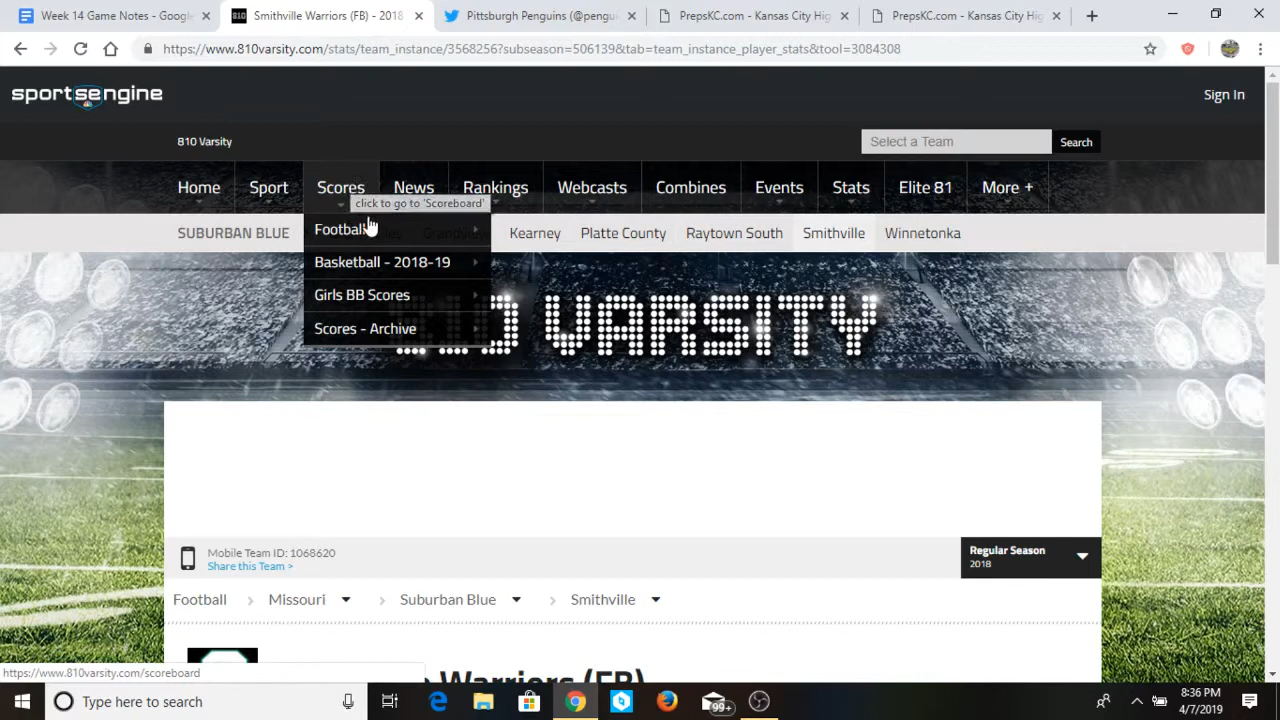 Week 14 Game Notes - Google
Smithville Warriors (FB) - 2018
Pittsburgh Penguins (@pengu
PrepsKC.com - Kansas City Hig
PrepsKC.com - Kansas City Hig
https://www.810varsity.com/stats/team_instance/3568256?subseason=506139&tab=team_instance_player_stats&tool=3084308
sportsengine
Sign In
810 Varsity
Select a Team
Search
Home
Sport
Scores
News
Rankings
Webcasts
Combines
Events
Stats
Elite 81
More +
click to go to 'Scoreboard'
SUBURBAN BLUE
Kearney
Platte County
Raytown South
Smithville
Winnetonka
Football
Basketball - 2018-19
Girls BB Scores
Scores - Archive
VARSITY
Mobile Team ID: 1068620
Share this Team >
Regular Season
2018
Football
Missouri
Suburban Blue
Smithville
Warriors (FB)
https://www.810varsity.com/scoreboard
Type here to search
99+
8:36 PM
4/7/2019